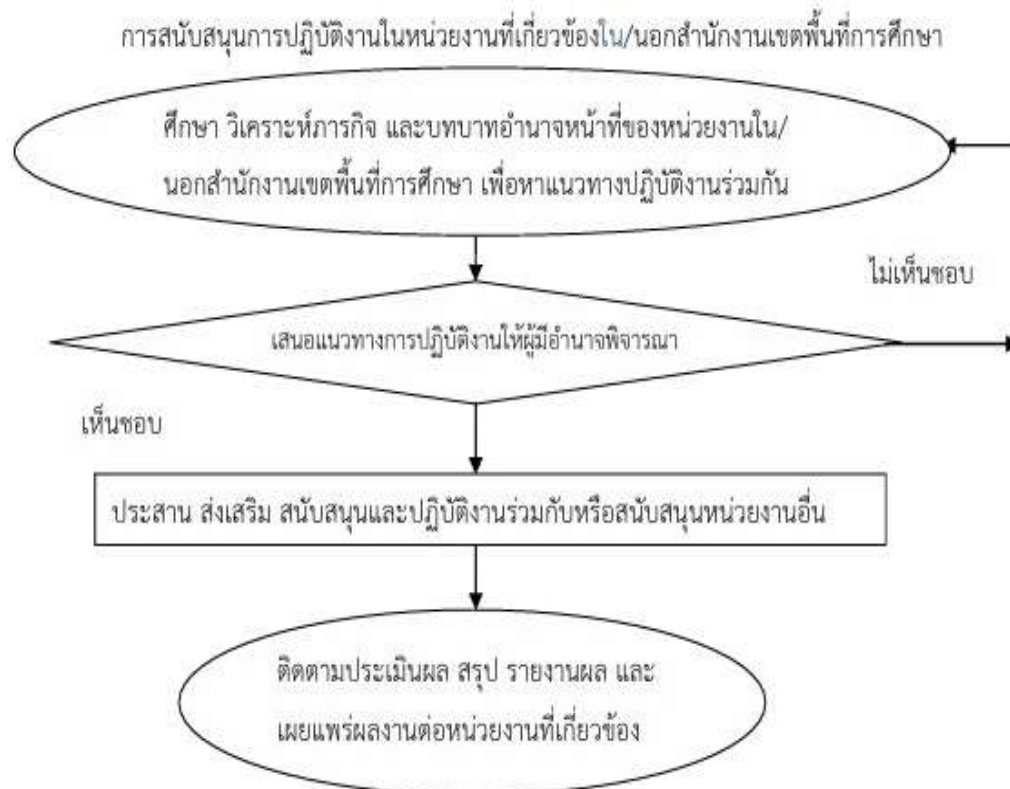 การสนับสนุนการปฏิบัติงานในหน่วยงานที่เกี่ยวข้องใน/นอกสำนักงานเขตพื้นที่การศึกษา
ศึกษา วิเคราะห์ภารกิจ และบทบาทอำนาจหน้าที่ของหน่วยงานใน/
นอกสำนักงานเขตพื้นที่การศึกษา เพื่อหาแนวทางปฏิบัติงานร่วมกัน
ไม่เห็นชอบ
เสนอแนวทางการปฏิบัติงานให้ผู้มีอำนาจพิจารณา
เห็นชอบ
ประสาน ส่งเสริม สนับสนุนและปฏิบัติงานร่วมกับหรือสนับสนุนหน่วยงานอื่น
ติดตามประเมินผล สรุป รายงานผล และ
เผยแพร่ผลงานต่อหน่วยงานที่เกี่ยวข้อง